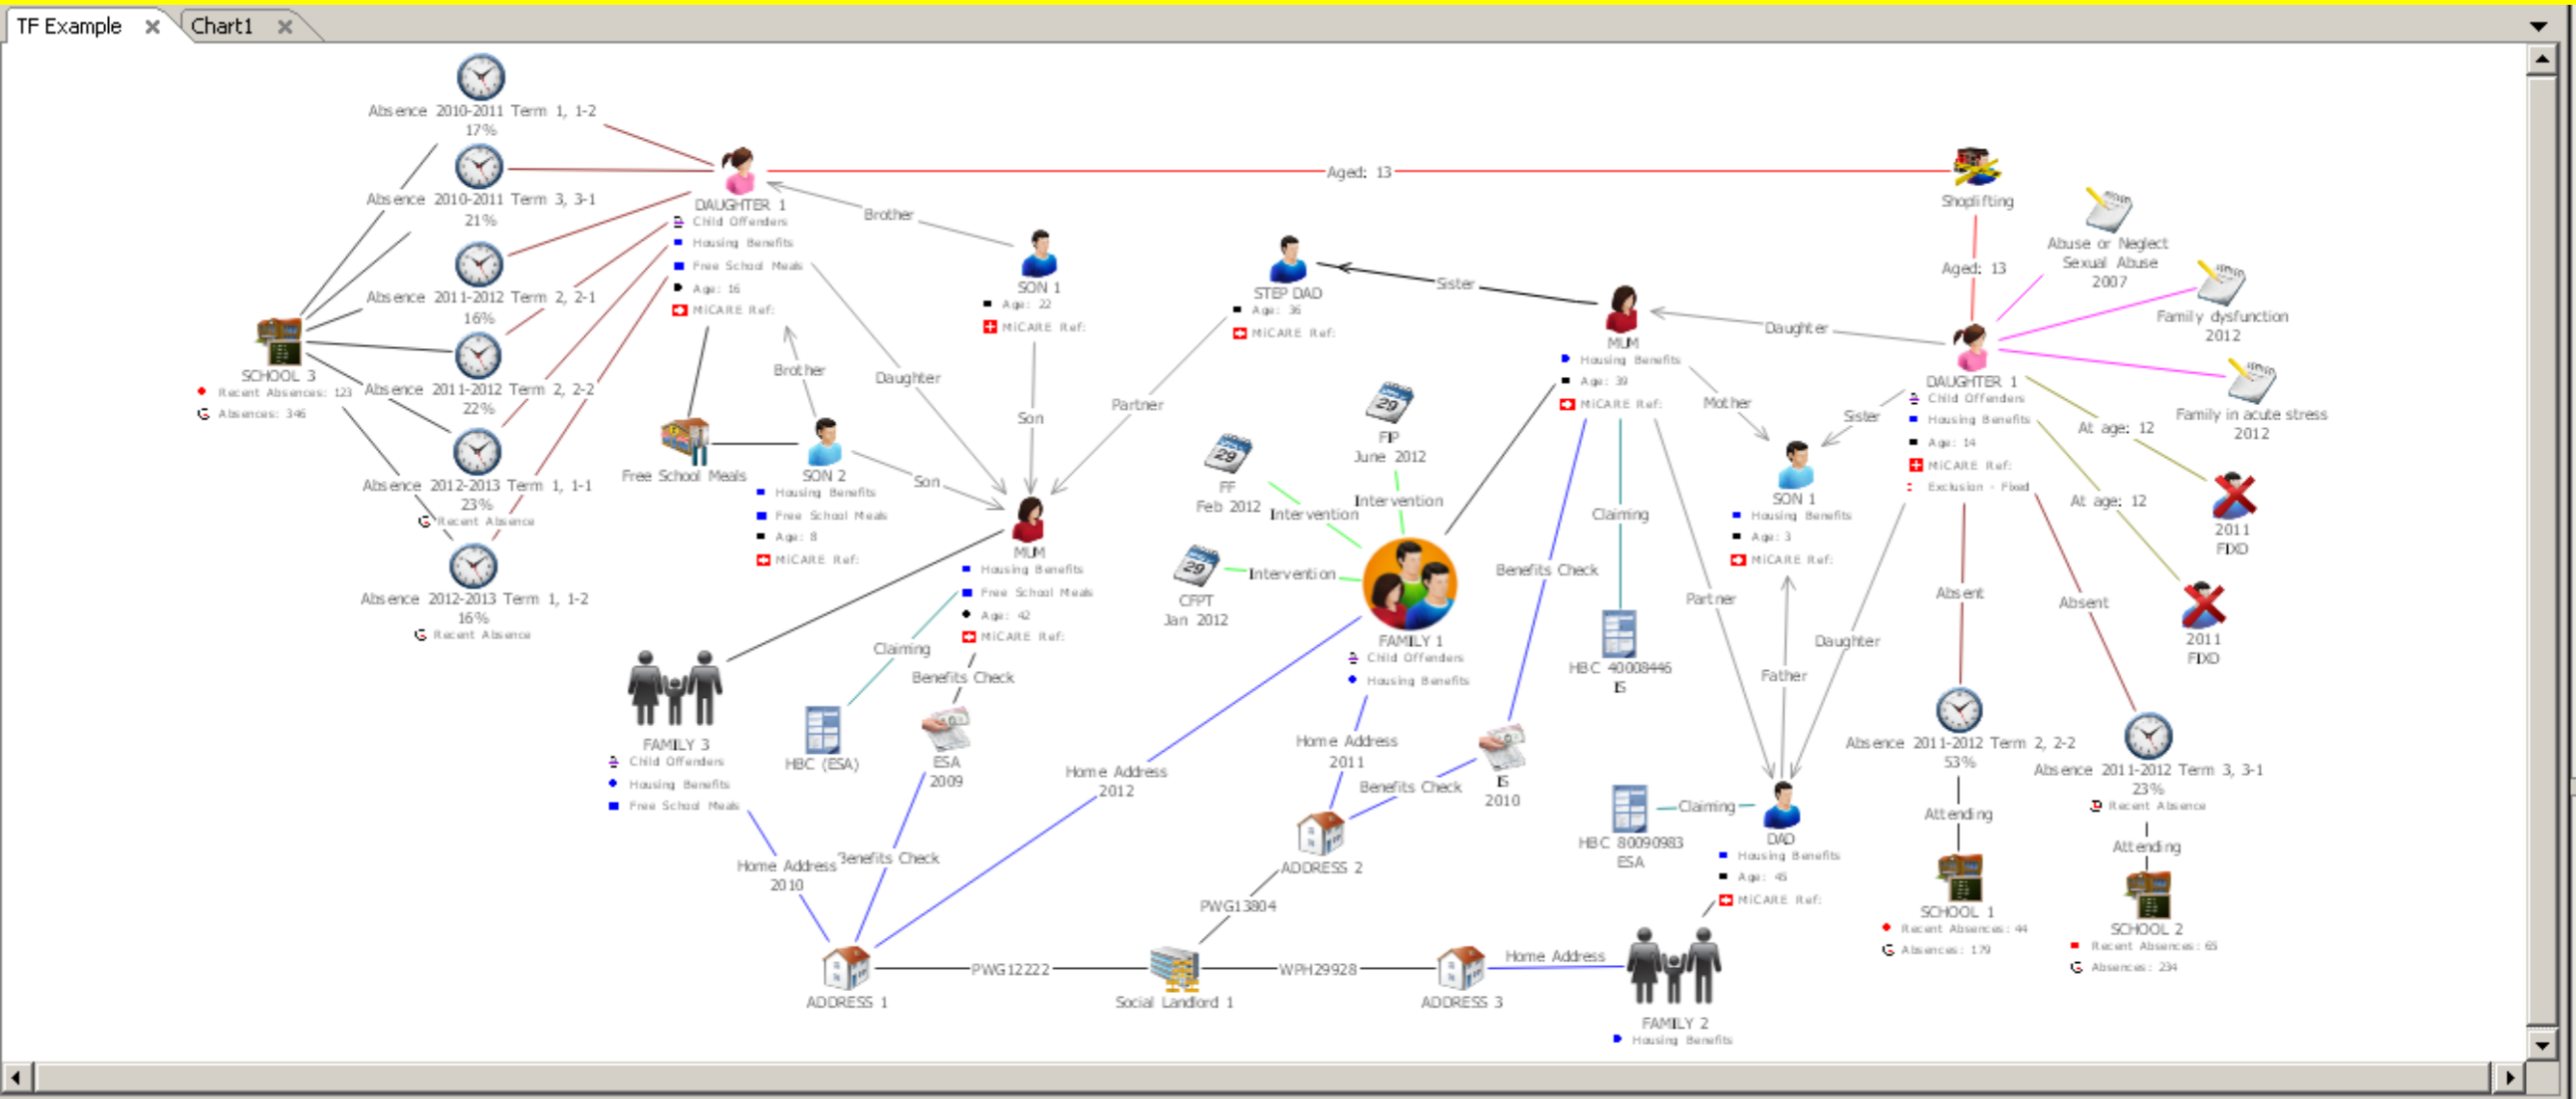 TF Example
Chart1
Absence 2010-2011 Term 1, 1-2
17%
Absence 2010-2011 Term 3, 3-1
21%
Absence 2011-2012 Term 2, 2-1
16%
Absence 2011-2012 Term 2, 2-2
22%
Absence 2012-2013 Term 1, 1-1
23%
Recent Absence
Absence 2012-2013 Term 1, 1-2
16%
Recent Absence
SCHOOL 3
Recent Absences: 123
Absences: 346
DAUGHTER 1
Child Offenders
Housing Benefits
Free School Meals
Age: 16
MiCARE Ref:
Aged: 13
Brother
SON 1
Age: 22
MiCARE Ref:
Brother
Daughter
Son
Partner
Free School Meals
SON 2
Housing Benefits
Free School Meals
Age: 8
MiCARE Ref:
Son
STEP DAD
Age: 36
MiCARE Ref:
Sister
MUM
Housing Benefits
Free School Meals
Age: 42
MiCARE Ref:
Claiming
Benefits Check
HBC (ESA)
ESA
2009
FAMILY 3
Child Offenders
Housing Benefits
Free School Meals
Home Address
2010
Benefits Check
ADDRESS 1
PWG12222
Social Landlord 1
Home Address
2012
FF
Feb 2012
Intervention
FIP
June 2012
Intervention
CFPT
Jan 2012
Intervention
FAMILY 1
Child Offenders
Housing Benefits
Home Address
2011
Benefits Check
IS
2010
ADDRESS 2
PWG13804
WPH29928
ADDRESS 3
Home Address
FAMILY 2
Housing Benefits
MUM
Housing Benefits
Age: 39
MiCARE Ref:
Benefits Check
Claiming
HBC 40008446
IS
Partner
Mother
Daughter
SON 1
Housing Benefits
Age: 3
MiCARE Ref:
Sister
Father
Daughter
HBC 80090983
ESA
Claiming
DAD
Housing Benefits
Age: 45
MiCARE Ref:
Shoplifting
Aged: 13
Abuse or Neglect
Sexual Abuse
2007
Family dysfunction
2012
Family in acute stress
2012
DAUGHTER 1
Child Offenders
Housing Benefits
Age: 14
MiCARE Ref:
Exclusion - Fixed
At age: 12
At age: 12
2011
FIXD
2011
FIXD
Absent
Absent
Absence 2011-2012 Term 2, 2-2
53%
Attending
SCHOOL 1
Recent Absences: 44
Absences: 179
Absence 2011-2012 Term 3, 3-1
23%
Recent Absence
Attending
SCHOOL 2
Recent Absences: 65
Absences: 234